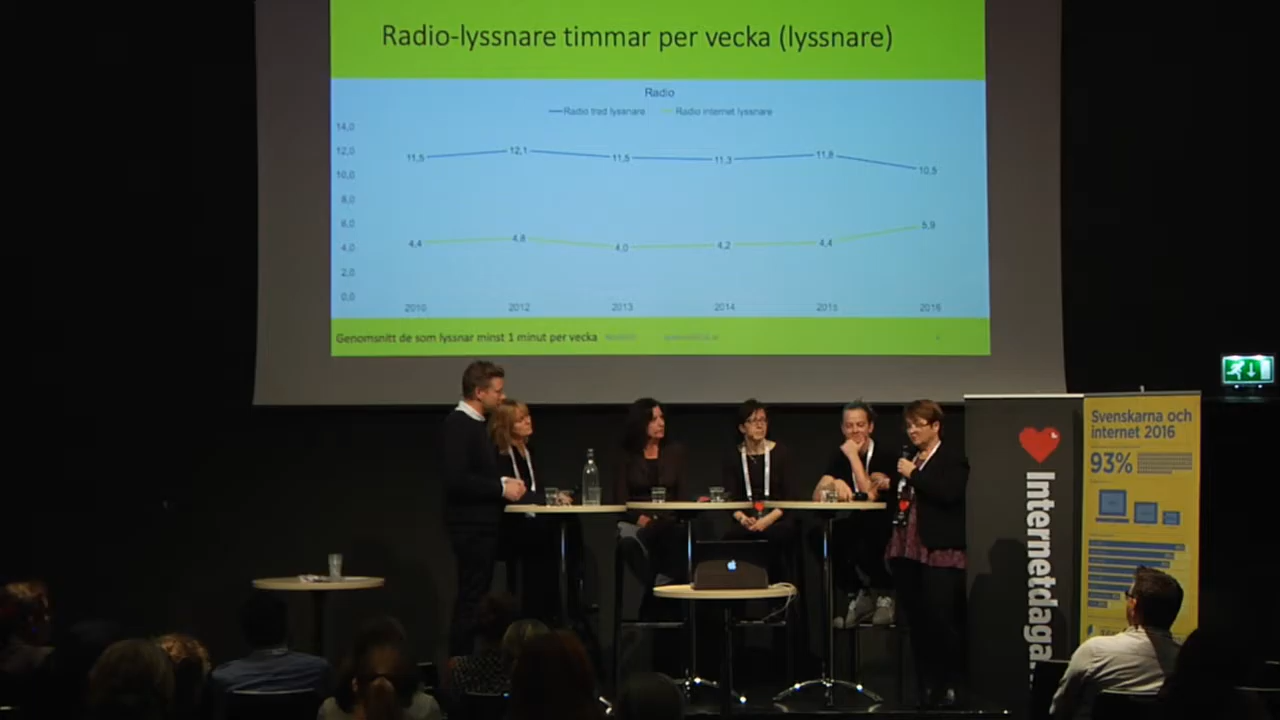 Radio-lyssnare timmar per vecka (lyssnare)
Radio
Radio trad lyssnare Radio internet lyssnare
14,0
12,0
10,0
8,0
6,0
4,0
2,0
0,0
11,5 12,1 11,5 11,3 11,8 10,5
4,4 4,8 4,0 4,2 4,4 5,9
2010 2012 2013 2014 2015 2016
Genomsnitt de som lyssnar minst 1 minut per vecka
Internetdaga
Svenskarna och
internet 2016
93%